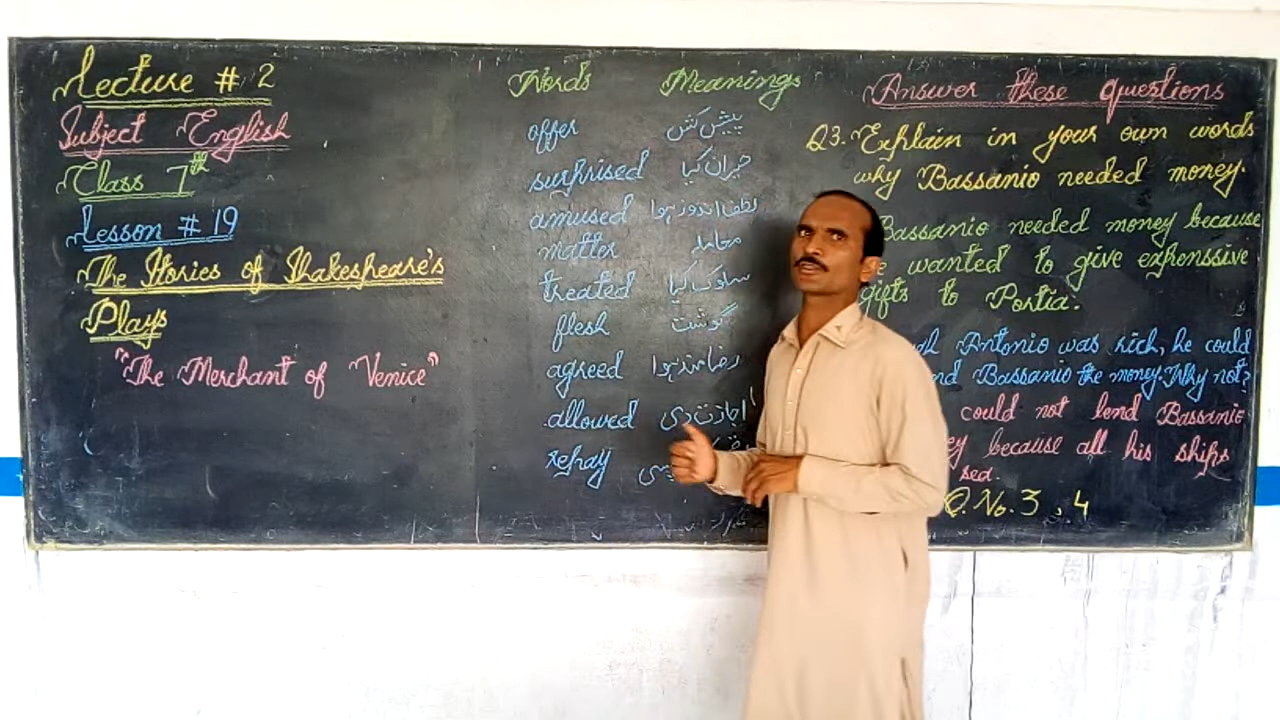 Lecture # 2
Subject English
Class 7th
Lesson # 19
The Stories of Shakespeare's
Plays
"The Merchant of Venice"
Words Meanings
offer پیش کش
surprised حیران کیا
amused لطف اندوز ہوا
matter معاملہ
treated سلوک کیا
flesh گوشت
agreed رضا مند ہوا
allowed اجازت دی
repay
Answer these questions
Q3. Explain in your own words
why Bassanio needed money.
Bassanio needed money because
wanted to give expenssive
gifts to Portia.
Antonio was rich, he could
Bassanio the money. Why not?
could not lend Bassanio
because all his ships
Q. No. 3, 4